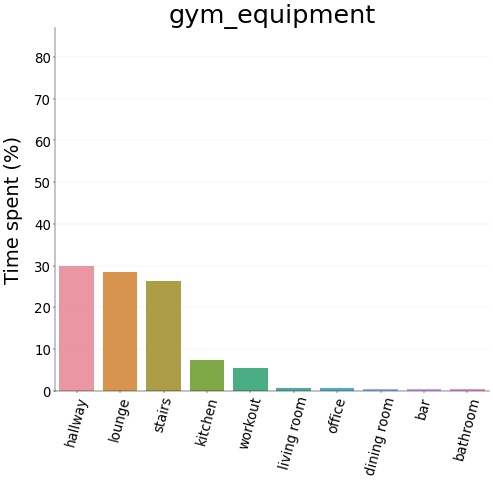 gym_equipment
Time spent (%)
80
70
60
50
40
30
20
10
0
hallway
lounge
stairs
kitchen
workout
living room
office
dining room
bar
bathroom